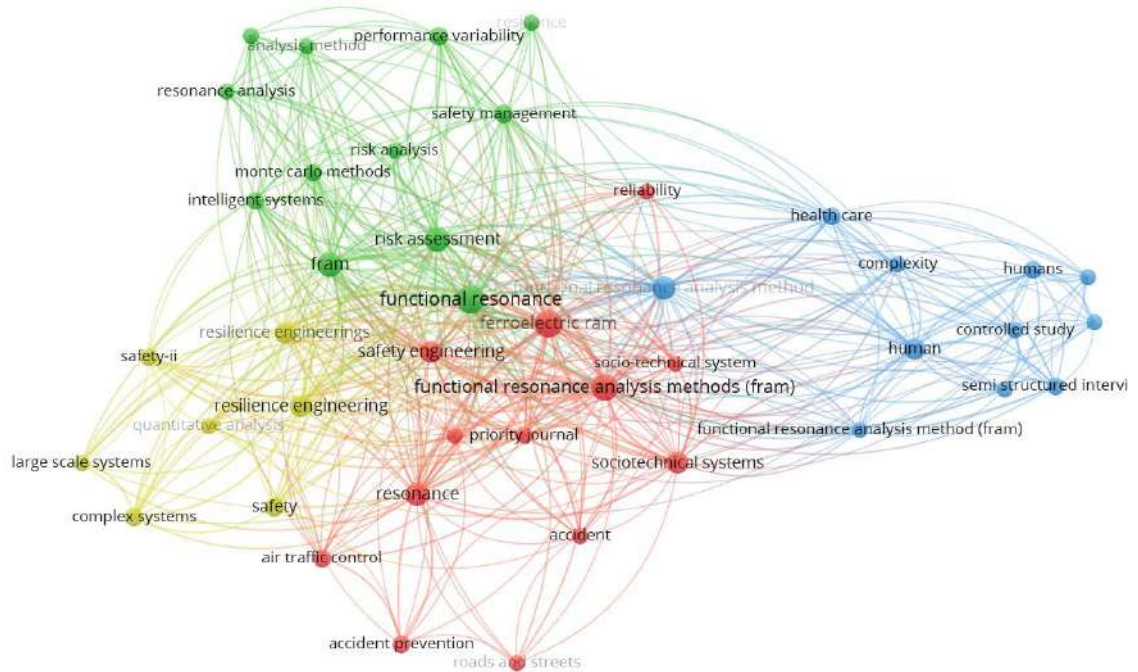 resilience
performance variability
analysis method
resonance analysis
safety management
risk analysis
monte carlo methods
reliability
intelligent systems
health care
risk assessment
fram
complexity
humans
functional resonance analysis method
functional resonance
ferroelectric ram
resilience engineerings
controlled study
safety-ii
safety engineering
human
socio-technical system
functional resonance analysis methods (fram)
semi structured intervi
resilience engineering
quantitative analysis
functional resonance analysis method (fram)
priority journal
large scale systems
sociotechnical systems
resonance
safety
complex systems
accident
air traffic control
accident prevention
roads and streets